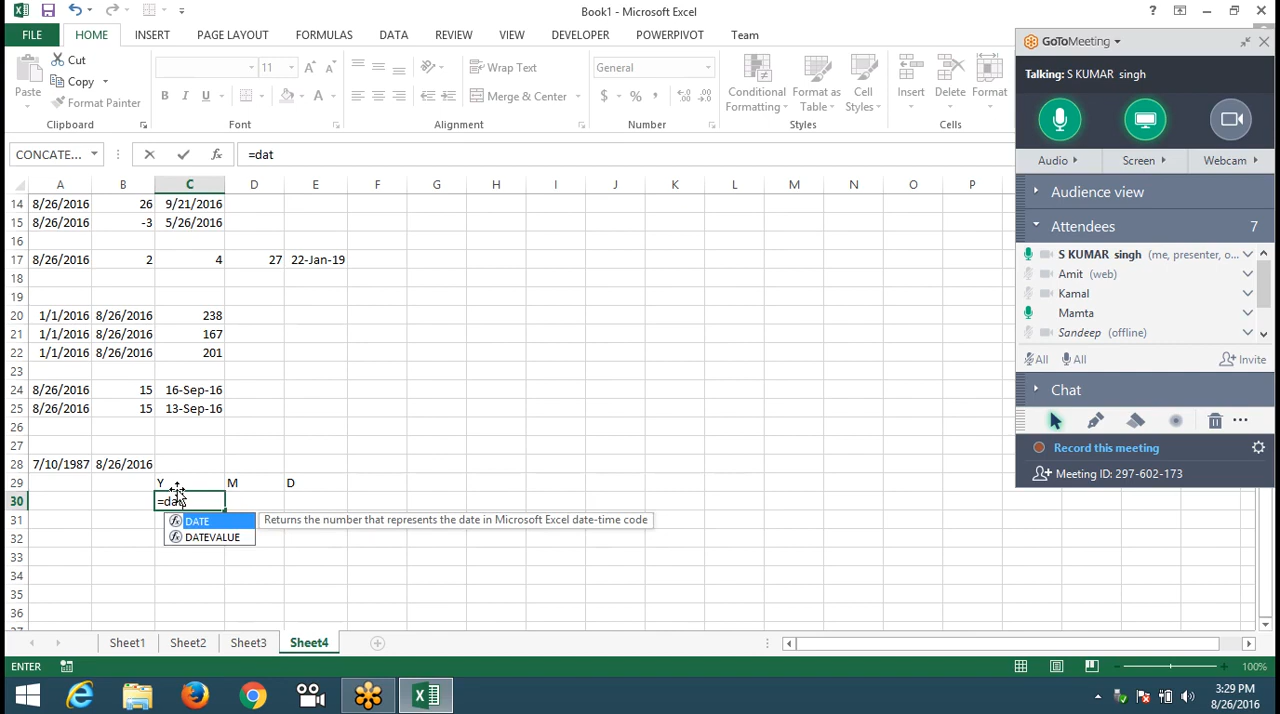 Book1 - Microsoft Excel
?
FILE HOME INSERT PAGE LAYOUT FORMULAS DATA REVIEW VIEW DEVELOPER POWERPIVOT Team
Paste
Cut
Copy
Format Painter
11
B I U
Wrap Text
Merge & Center
General
$ % ,
Conditional Formatting
Format as Table
Cell Styles
Insert Delete Format
Clipboard Font Alignment Number Styles Cells
CONCATE... =dat
A B C D E F G H I J K L M N O P
14 8/26/2016 26 9/21/2016
15 8/26/2016 -3 5/26/2016
16
17 8/26/2016 2 4 27 22-Jan-19
18
19
20 1/1/2016 8/26/2016 238
21 1/1/2016 8/26/2016 167
22 1/1/2016 8/26/2016 201
23
24 8/26/2016 15 16-Sep-16
25 8/26/2016 15 13-Sep-16
26
27
28 7/10/1987 8/26/2016
29 Y M D
30 =dat
31 DATE Returns the number that represents the date in Microsoft Excel date-time code
32 DATEVALUE
33
34
35
36
Sheet1 Sheet2 Sheet3 Sheet4
ENTER 100%
3:29 PM
8/26/2016
GoToMeeting
Talking: S KUMAR singh
Audio Screen Webcam
Audience view
Attendees 7
S KUMAR singh (me, presenter, o...
Amit (web)
Kamal
Mamta
Sandeep (offline)
All All Invite
Chat
Record this meeting
Meeting ID: 297-602-173